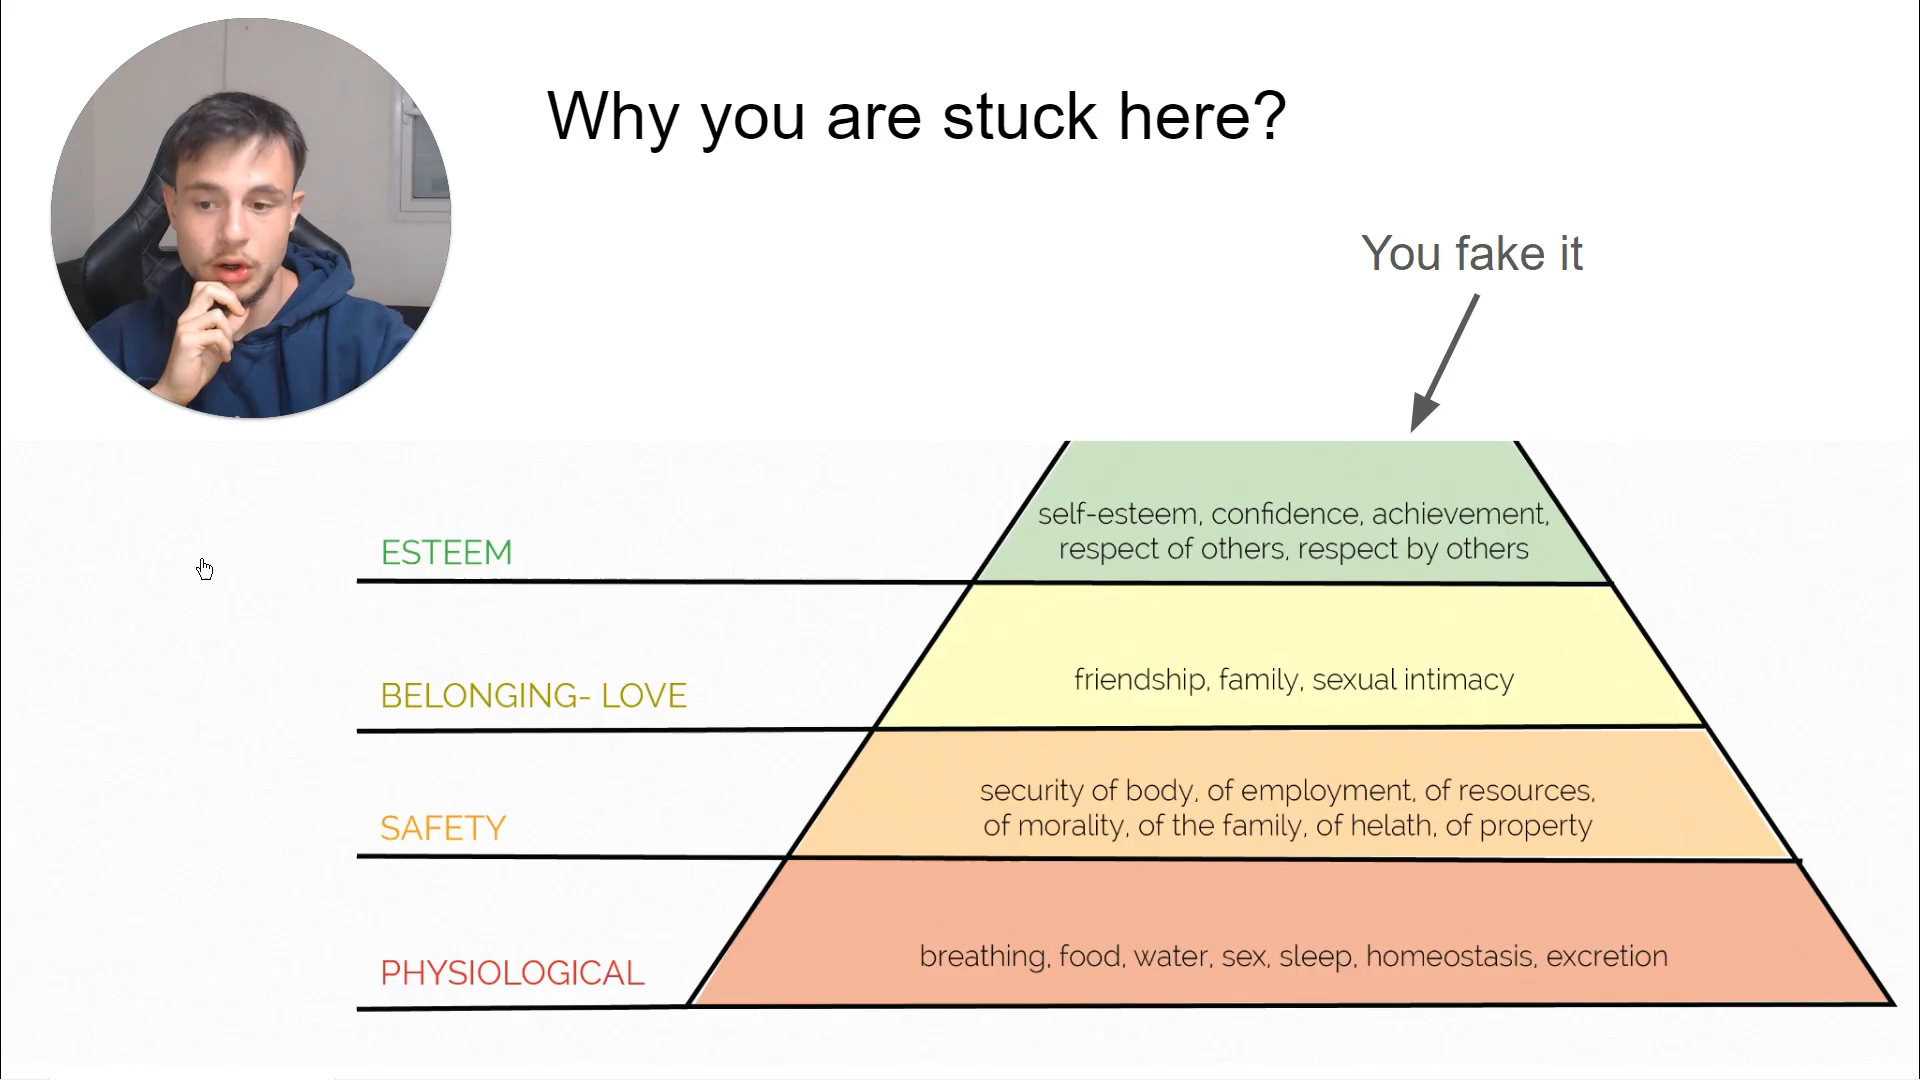 Why you are stuck here?
You fake it
ESTEEM
self-esteem, confidence, achievement,
respect of others, respect by others
BELONGING- LOVE
friendship, family, sexual intimacy
SAFETY
security of body, of employment, of resources,
of morality, of the family, of helath, of property
PHYSIOLOGICAL
breathing, food, water, sex, sleep, homeostasis, excretion